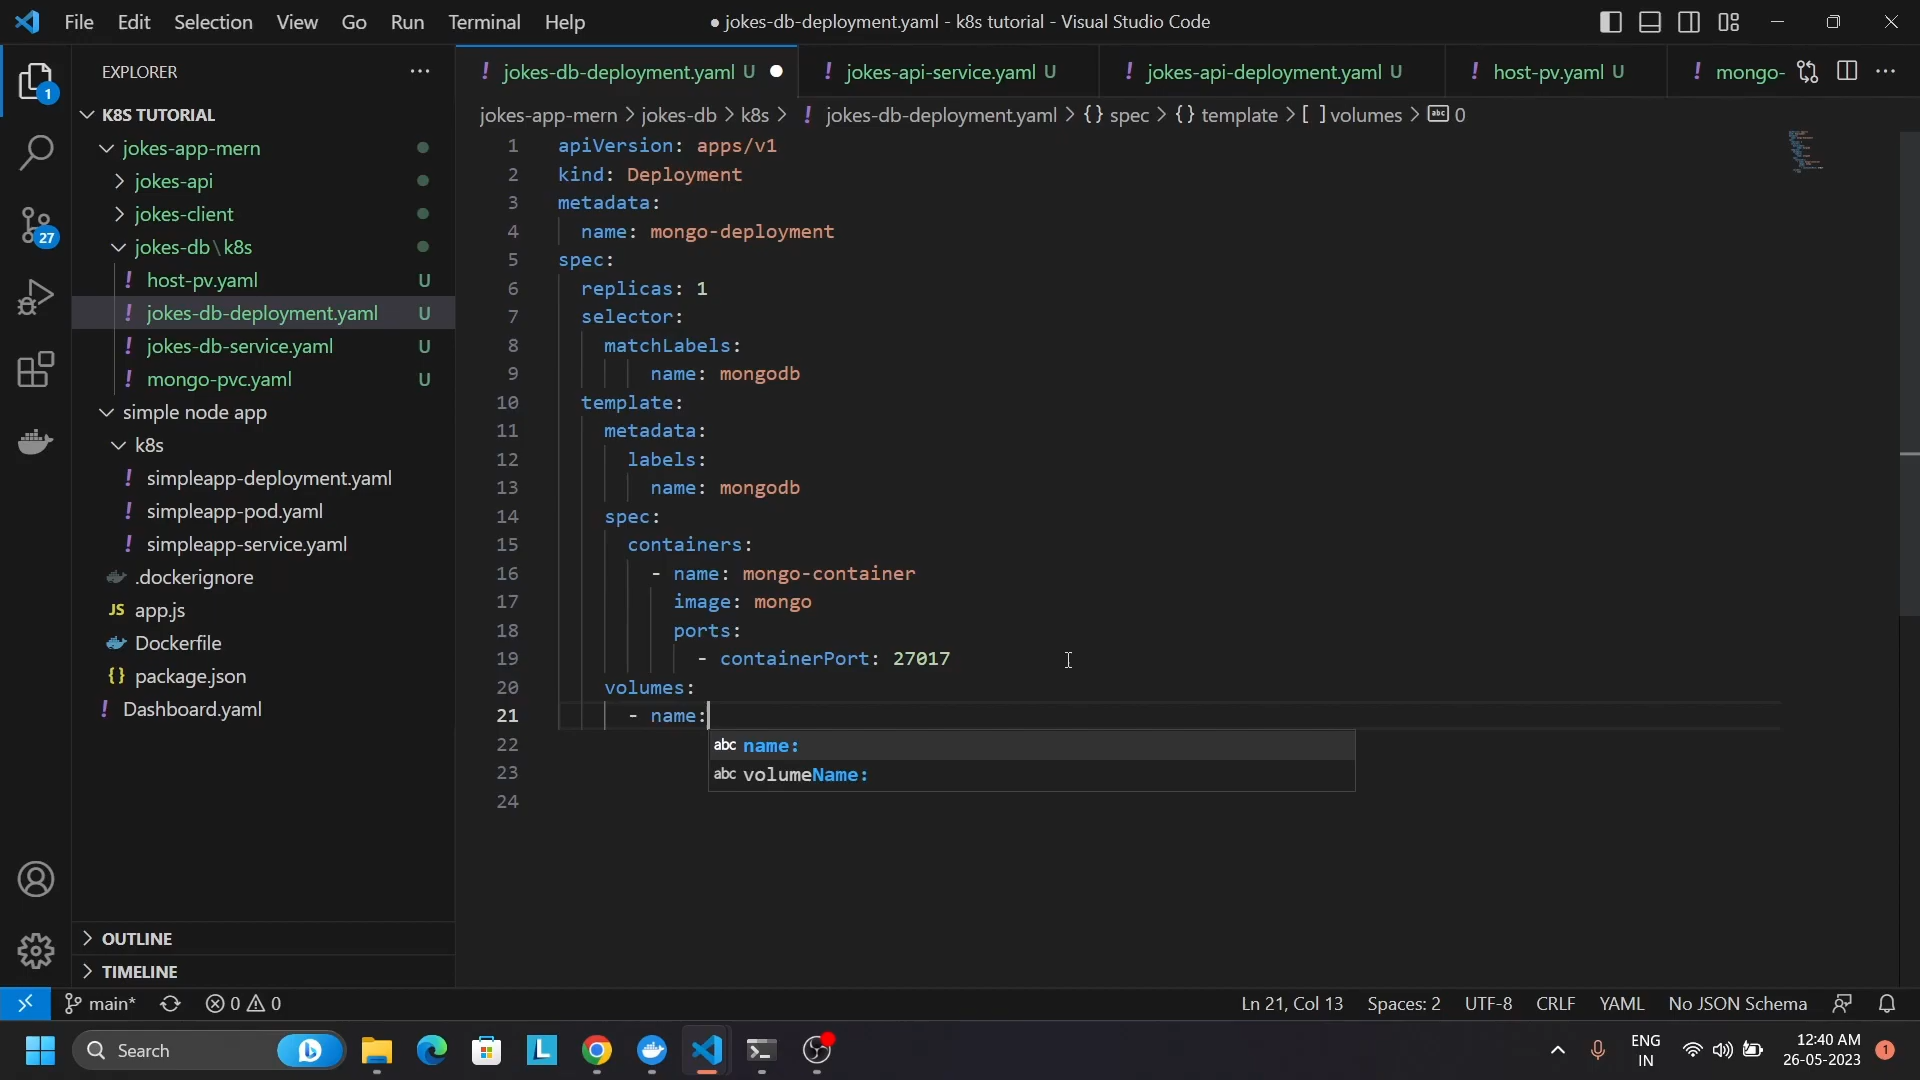 File Edit Selection View Go Run Terminal Help
● jokes-db-deployment.yaml - k8s tutorial - Visual Studio Code
EXPLORER
! jokes-db-deployment.yaml U
! jokes-api-service.yaml U
! jokes-api-deployment.yaml U
! host-pv.yaml U
! mongo-
jokes-app-mern > jokes-db > k8s > ! jokes-db-deployment.yaml > {} spec > {} template > [ ] volumes > abc 0
1
K8S TUTORIAL
jokes-app-mern
jokes-api
jokes-client
jokes-db\k8s
! host-pv.yaml U
! jokes-db-deployment.yaml U
! jokes-db-service.yaml U
! mongo-pvc.yaml U
simple node app
k8s
! simpleapp-deployment.yaml
! simpleapp-pod.yaml
! simpleapp-service.yaml
.dockerignore
JS app.js
Dockerfile
{} package.json
! Dashboard.yaml
27
OUTLINE
TIMELINE
1 apiVersion: apps/v1
2 kind: Deployment
3 metadata:
4 name: mongo-deployment
5 spec:
6 replicas: 1
7 selector:
8 matchLabels:
9 name: mongodb
10 template:
11 metadata:
12 labels:
13 name: mongodb
14 spec:
15 containers:
16 - name: mongo-container
17 image: mongo
18 ports:
19 - containerPort: 27017
20 volumes:
21 - name:
22
23
24
abc name:
abc volumeName:
main* 0 0
Ln 21, Col 13 Spaces: 2 UTF-8 CRLF YAML No JSON Schema
Search
L
ENG
IN
12:40 AM
26-05-2023
1